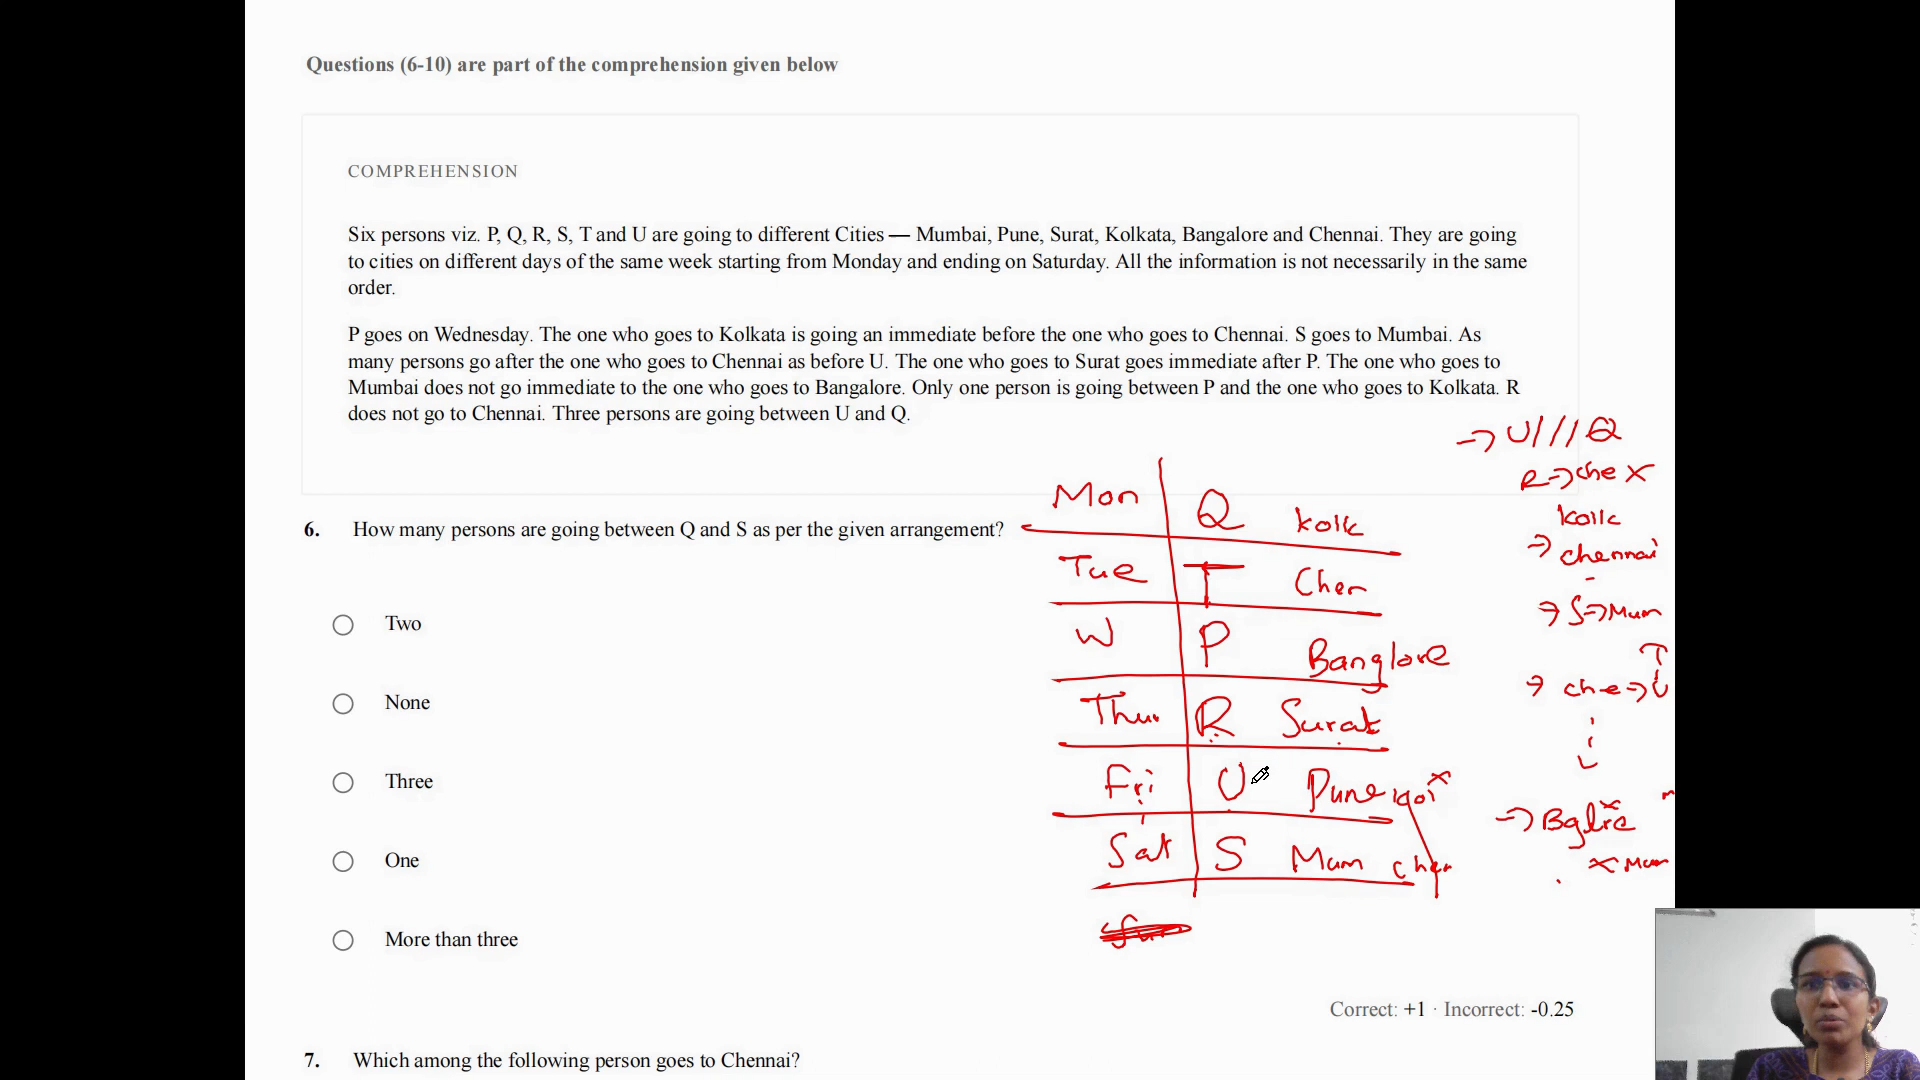 Questions (6-10) are part of the comprehension given below
COMPREHENSION
Six persons viz. P, Q, R, S, T and U are going to different Cities — Mumbai, Pune, Surat, Kolkata, Bangalore and Chennai. They are going
to cities on different days of the same week starting from Monday and ending on Saturday. All the information is not necessarily in the same
order.
P goes on Wednesday. The one who goes to Kolkata is going an immediate before the one who goes to Chennai. S goes to Mumbai. As
many persons go after the one who goes to Chennai as before U. The one who goes to Surat goes immediate after P. The one who goes to
Mumbai does not go immediate to the one who goes to Bangalore. Only one person is going between P and the one who goes to Kolkata. R
does not go to Chennai. Three persons are going between U and Q.
→ U / / / Q
R → che x
kolk
→ chennai
→ S → Mum
T
→ che → U
→ Bglre x
x Mum
6. How many persons are going between Q and S as per the given arrangement?
Two
None
Three
One
More than three
Mon Q kolk
Tue T Chen
W P Banglore
Thu R Surat
Fri U Pune x
Sat S Mum chen
Correct: +1 · Incorrect: -0.25
7. Which among the following person goes to Chennai?